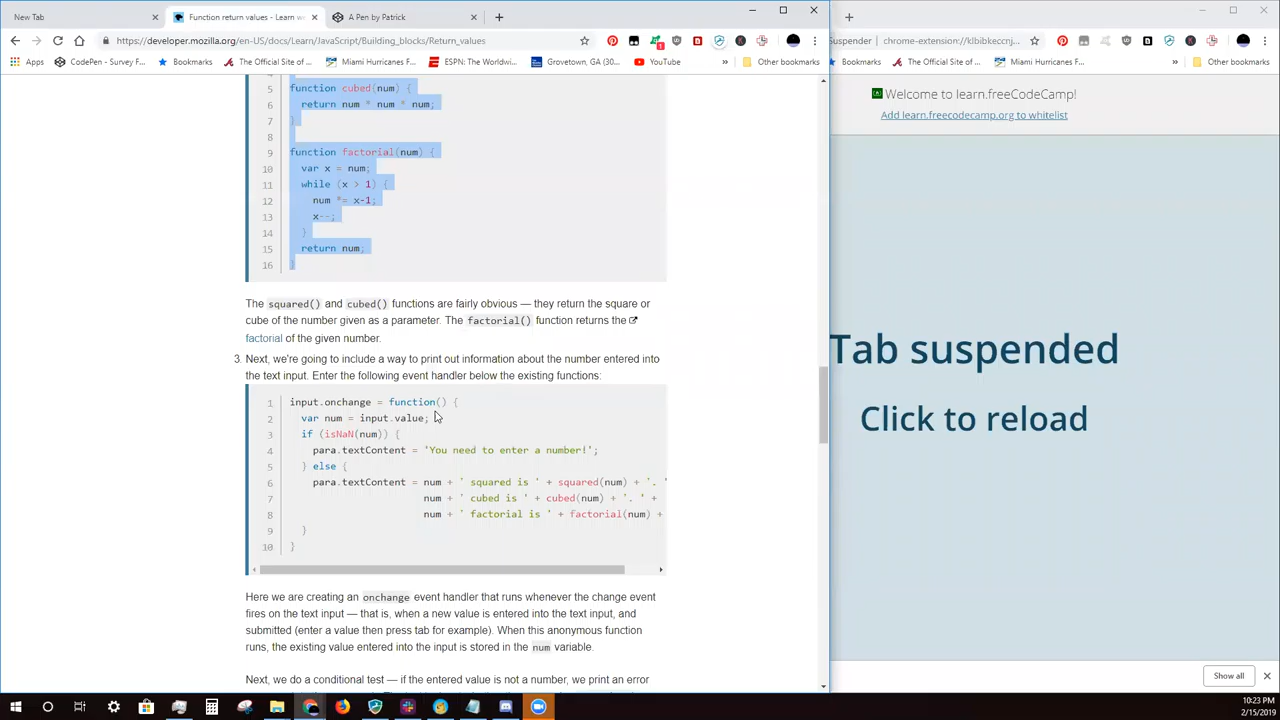 New Tab
Function return values - Learn w
A Pen by Patrick
https://developer.mozilla.org/en-US/docs/Learn/JavaScript/Building_blocks/Return_values
Suspender | chrome-extension://klbibkeccnj
Apps
CodePen - Survey F...
Bookmarks
The Official Site of ...
Miami Hurricanes F...
ESPN: The Worldwi...
Grovetown, GA (30...
YouTube
Other bookmarks
Bookmarks
The Official Site of ...
Miami Hurricanes F...
Other bookmarks
5 function cubed(num) {
6 return num * num * num;
7 }
8
9 function factorial(num) {
10 var x = num;
11 while (x > 1) {
12 num *= x-1;
13 x--;
14 }
15 return num;
16 }
The squared() and cubed() functions are fairly obvious — they return the square or
cube of the number given as a parameter. The factorial() function returns the
factorial of the given number.
3. Next, we're going to include a way to print out information about the number entered into
the text input. Enter the following event handler below the existing functions:
1 input.onchange = function() {
2 var num = input.value;
3 if (isNaN(num)) {
4 para.textContent = 'You need to enter a number!';
5 } else {
6 para.textContent = num + ' squared is ' + squared(num) + '. '
7 num + ' cubed is ' + cubed(num) + '. ' +
8 num + ' factorial is ' + factorial(num) +
9 }
10 }
Here we are creating an onchange event handler that runs whenever the change event
fires on the text input — that is, when a new value is entered into the text input, and
submitted (enter a value then press tab for example). When this anonymous function
runs, the existing value entered into the input is stored in the num variable.
Next, we do a conditional test — if the entered value is not a number, we print an error
Welcome to learn.freeCodeCamp!
Add learn.freecodecamp.org to whitelist
Tab suspended
Click to reload
Show all
10:23 PM
2/15/2019